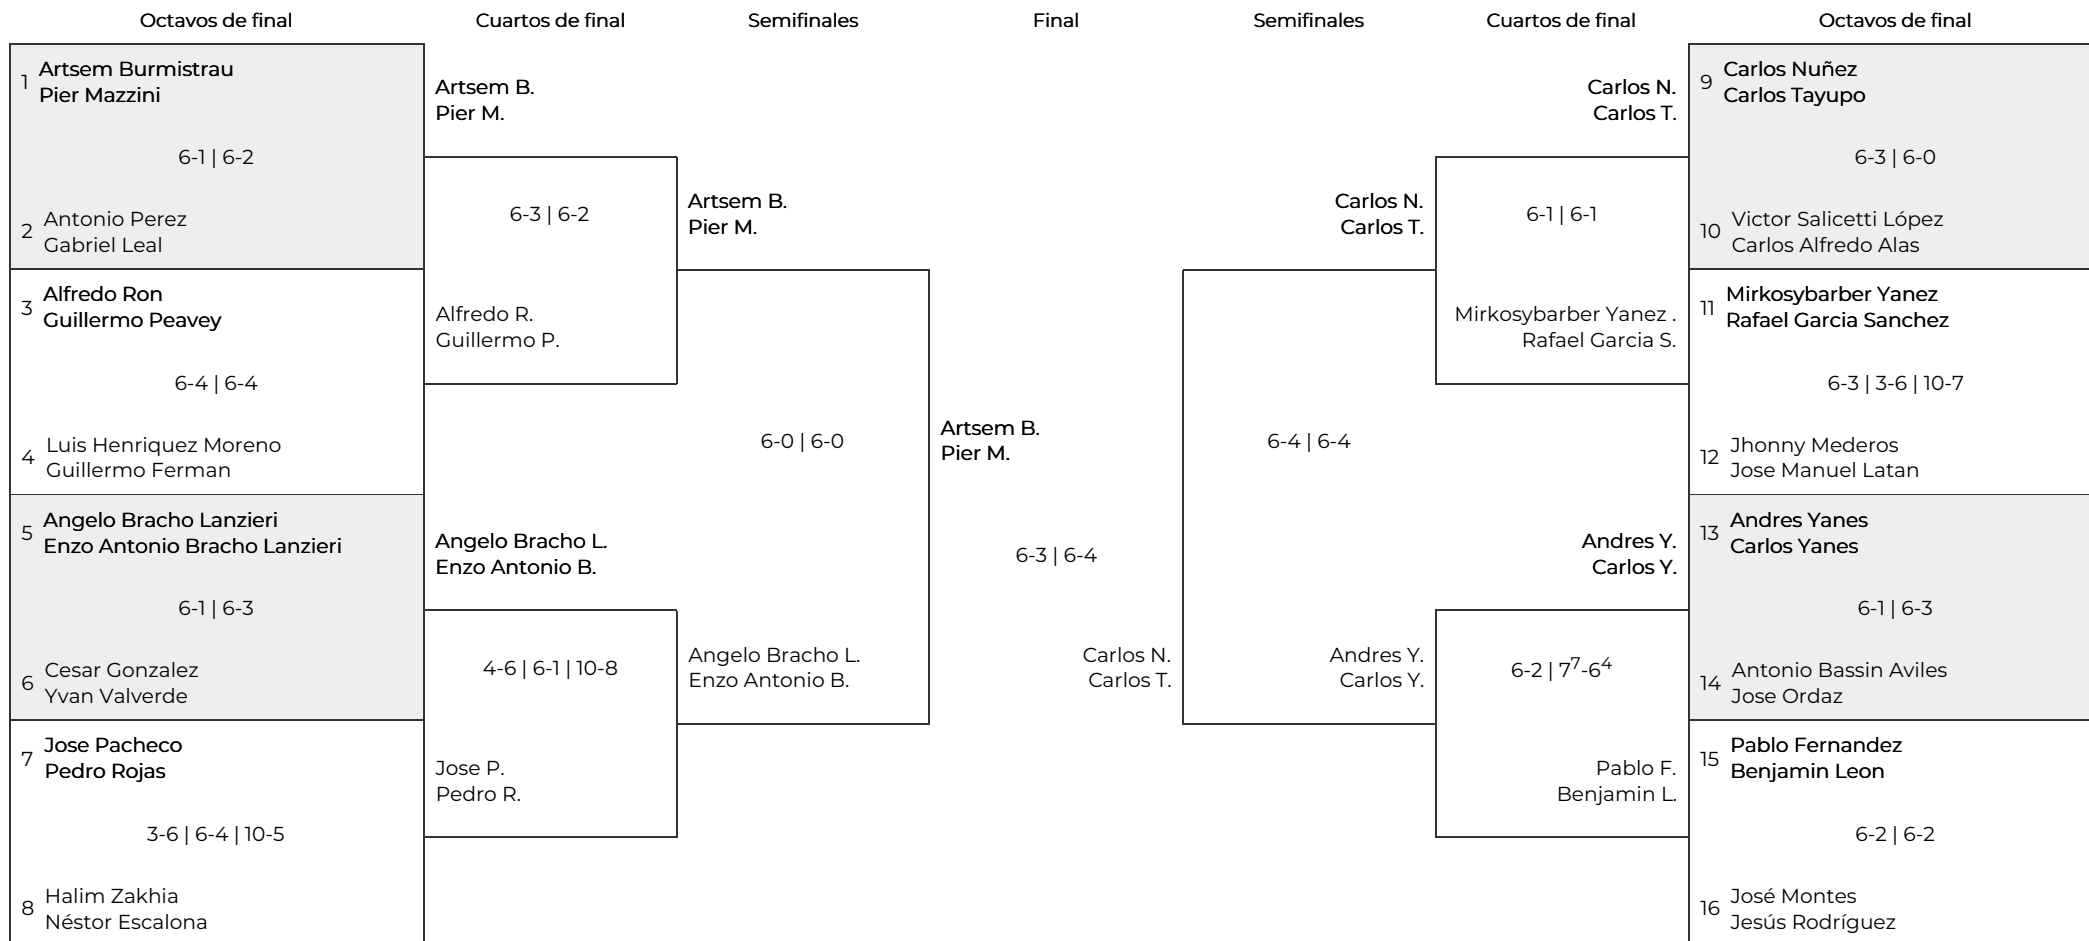 Octavos de final
Cuartos de final
Semifinales
Final
Semifinales
Cuartos de final
Octavos de final
1
Artsem Burmistrau
Pier Mazzini
6-1 | 6-2
2
Antonio Perez
Gabriel Leal
3
Alfredo Ron
Guillermo Peavey
6-4 | 6-4
4
Luis Henriquez Moreno
Guillermo Ferman
5
Angelo Bracho Lanzieri
Enzo Antonio Bracho Lanzieri
6-1 | 6-3
6
Cesar Gonzalez
Yvan Valverde
7
Jose Pacheco
Pedro Rojas
3-6 | 6-4 | 10-5
8
Halim Zakhia
Néstor Escalona
Artsem B.
Pier M.
6-3 | 6-2
Alfredo R.
Guillermo P.
Angelo Bracho L.
Enzo Antonio B.
4-6 | 6-1 | 10-8
Jose P.
Pedro R.
Artsem B.
Pier M.
6-0 | 6-0
Angelo Bracho L.
Enzo Antonio B.
Artsem B.
Pier M.
6-3 | 6-4
Carlos N.
Carlos T.
Carlos N.
Carlos T.
6-4 | 6-4
Andres Y.
Carlos Y.
Carlos N.
Carlos T.
6-1 | 6-1
Mirkosybarber Yanez .
Rafael Garcia S.
Andres Y.
Carlos Y.
6-2 | 7⁷-6⁴
Pablo F.
Benjamin L.
9
Carlos Nuñez
Carlos Tayupo
6-3 | 6-0
10
Victor Salicetti López
Carlos Alfredo Alas
11
Mirkosybarber Yanez
Rafael Garcia Sanchez
6-3 | 3-6 | 10-7
12
Jhonny Mederos
Jose Manuel Latan
13
Andres Yanes
Carlos Yanes
6-1 | 6-3
14
Antonio Bassin Aviles
Jose Ordaz
15
Pablo Fernandez
Benjamin Leon
6-2 | 6-2
16
José Montes
Jesús Rodríguez